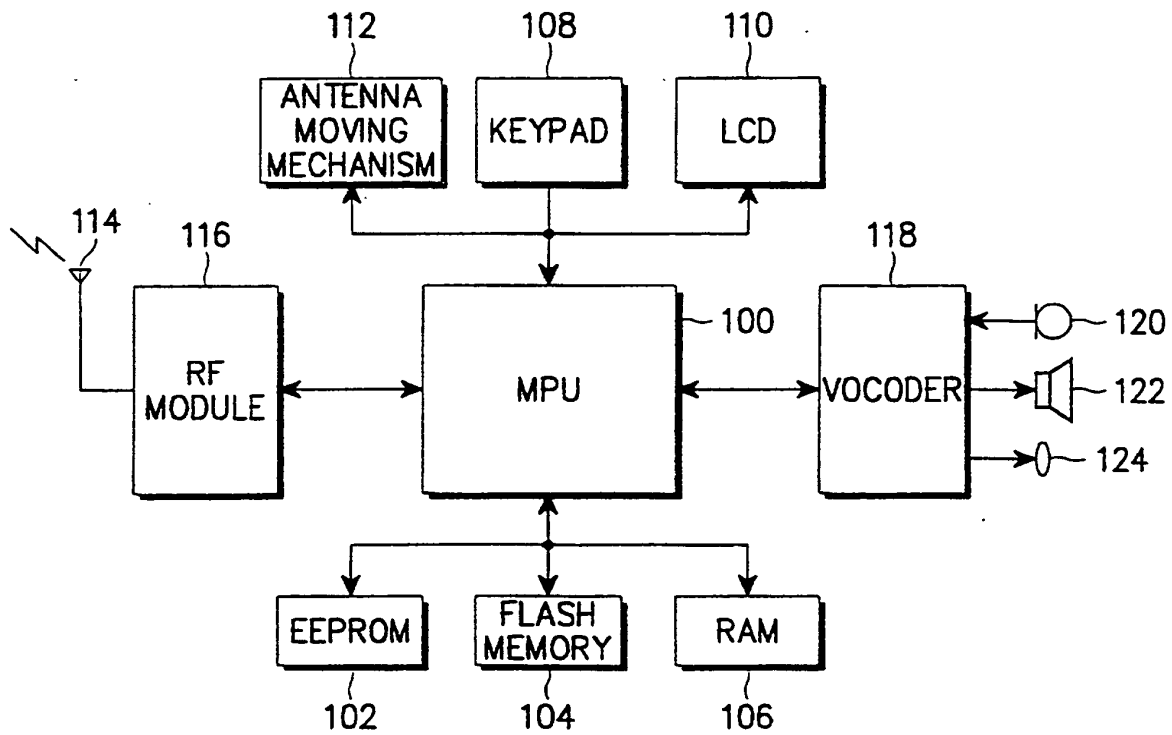 112
108
110
ANTENNA
MOVING
MECHANISM
KEYPAD
LCD
114
116
118
RF
MODULE
MPU
100
VOCODER
120
122
124
EEPROM
FLASH
MEMORY
RAM
102
104
106